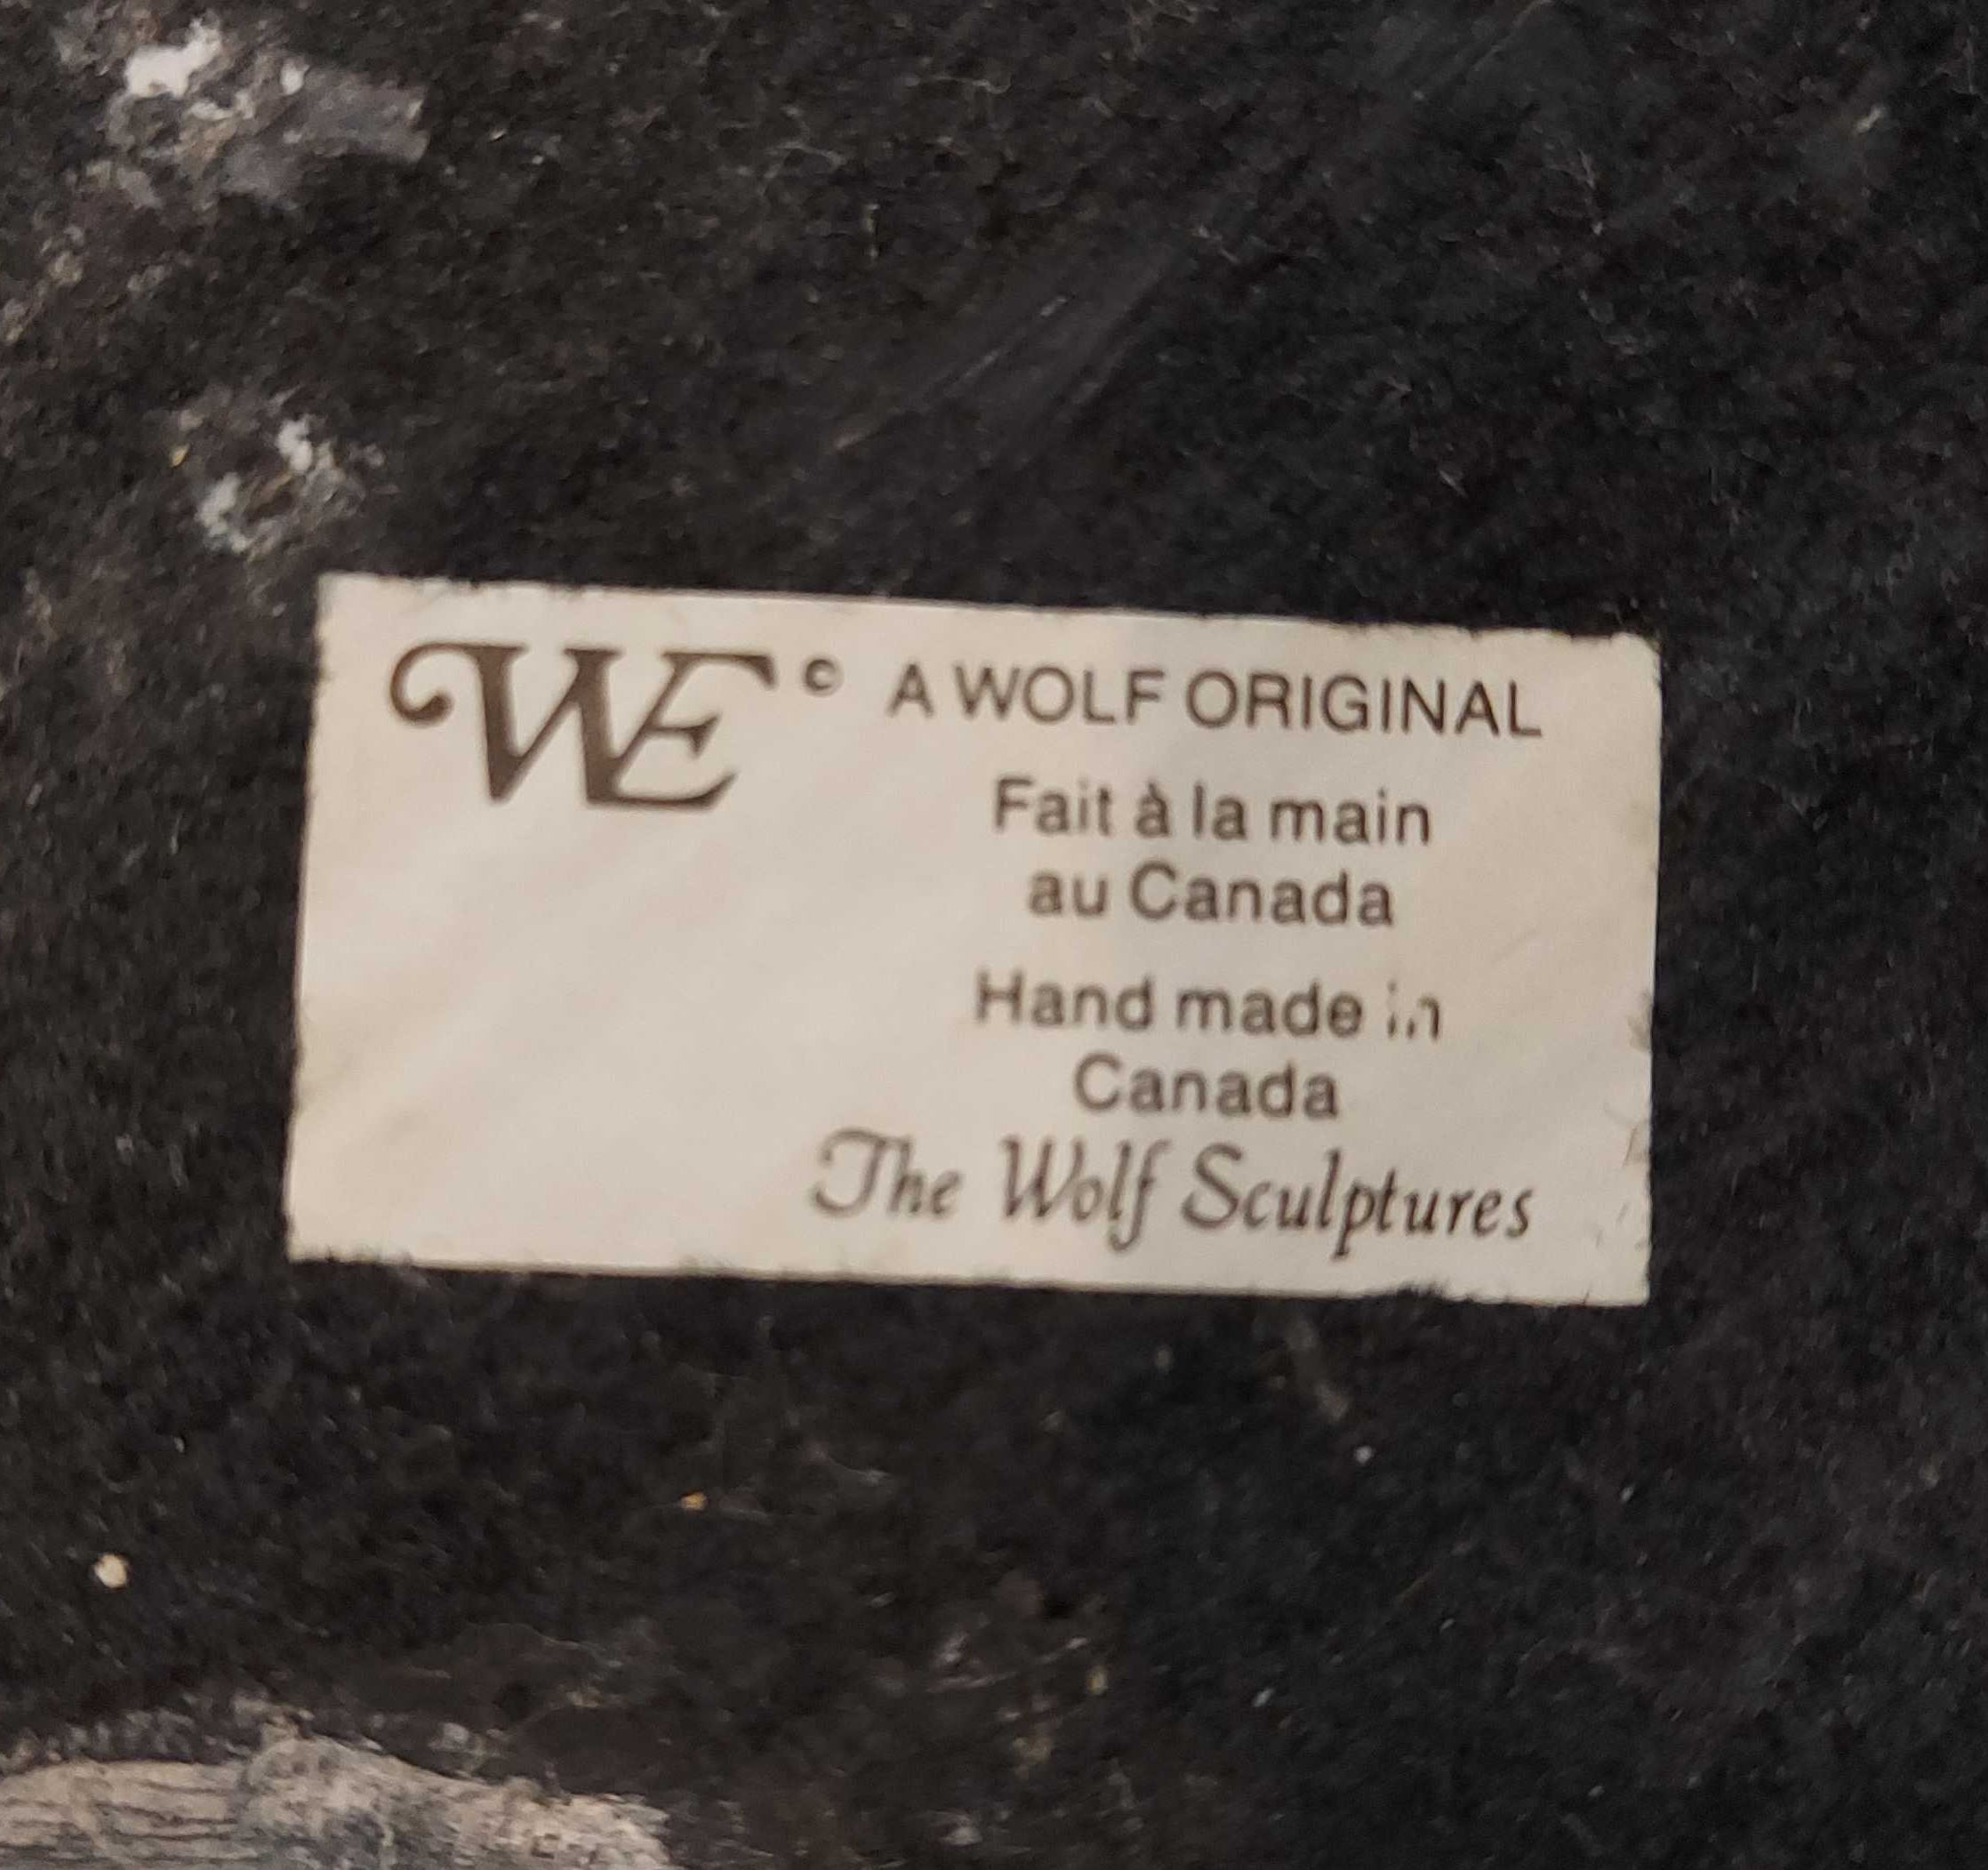 WE © A WOLF ORIGINAL
Fait à la main
au Canada
Hand made in
Canada
The Wolf Sculptures